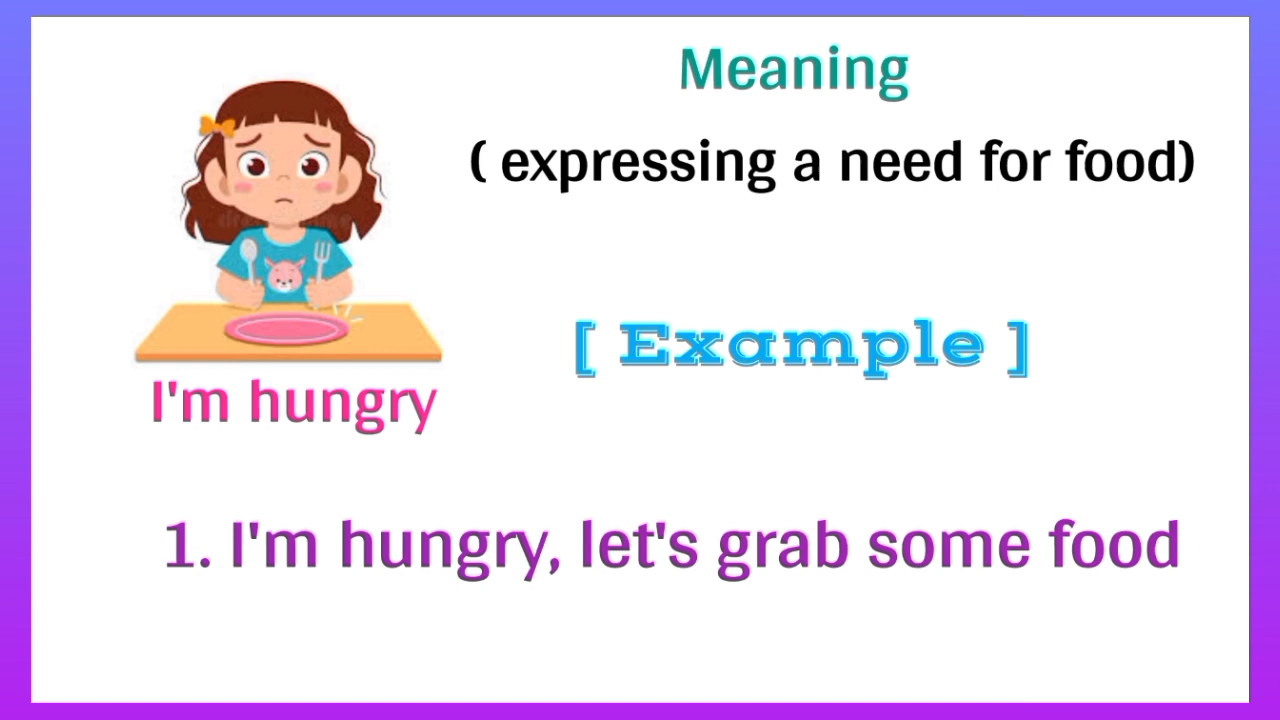 Meaning
( expressing a need for food)
[ Example ]
I'm hungry
1. I'm hungry, let's grab some food